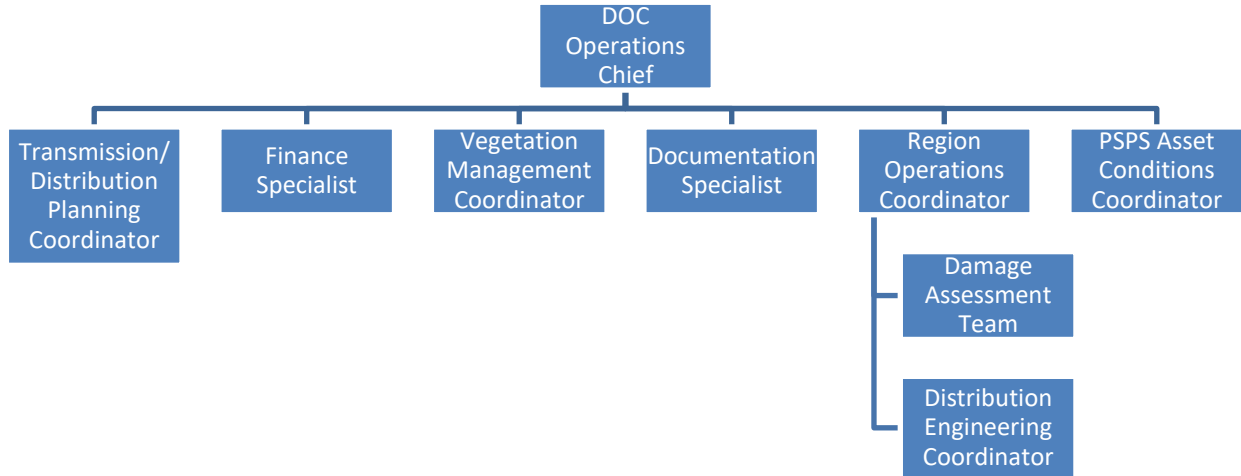 DOC
Operations
Chief
Transmission/
Distribution
Planning
Coordinator
Finance
Specialist
Vegetation
Management
Coordinator
Documentation
Specialist
Region
Operations
Coordinator
PSPS Asset
Conditions
Coordinator
Damage
Assessment
Team
Distribution
Engineering
Coordinator